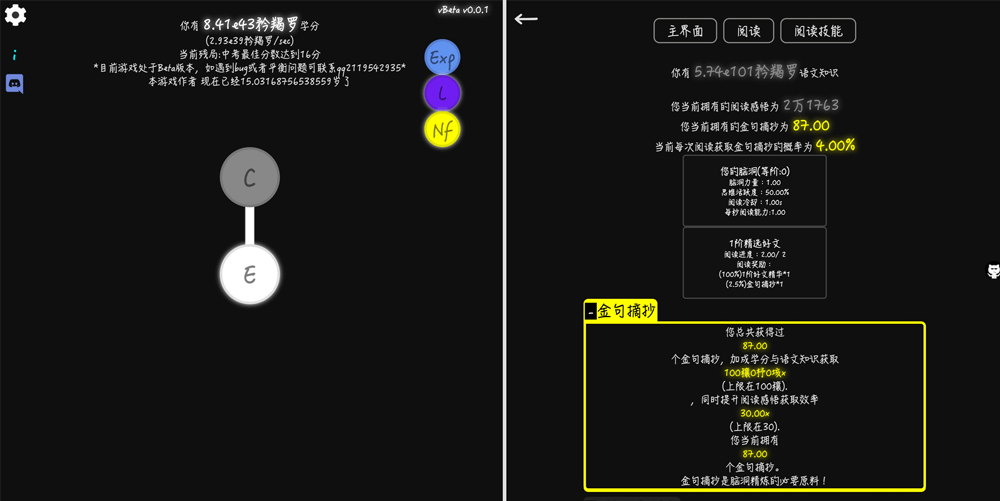 vBeta v0.0.1
你有 8.41e43矜羯罗学分
(2.93e39矜羯罗/sec)
当前残局:中考最佳分数达到16分
*目前游戏处于Beta版本，如遇到bug或者平衡问题可联系qq2119542935*
本游戏作者 现在已经15.03168756538559岁了
i
Exp
L
Nf
C
E
主界面
阅读
阅读技能
你有 5.74e101矜羯罗语文知识
您当前拥有的阅读感悟为 2万1763
您当前拥有的金句摘抄为 87.00
当前每次阅读获取金句摘抄的概率为 4.00%
您的脑洞(等阶:0)
脑洞力量：1.00
思维活跃度：50.00%
阅读冷却：1.00s
每秒阅读能力:1.00
1阶精选好文
阅读进度：2.00/ 2
阅读奖励：
(100%)1阶好文精华*1
(2.5%)金句摘抄*1
-
金句摘抄
您总共获得过
87.00
个金句摘抄，加成学分与语文知识获取
100穰0秭0垓×
(上限在100穰).
，同时提升阅读感悟获取效率
30.00×
(上限在30).
您当前拥有
87.00
个金句摘抄。
金句摘抄是脑洞精炼的必要原料！